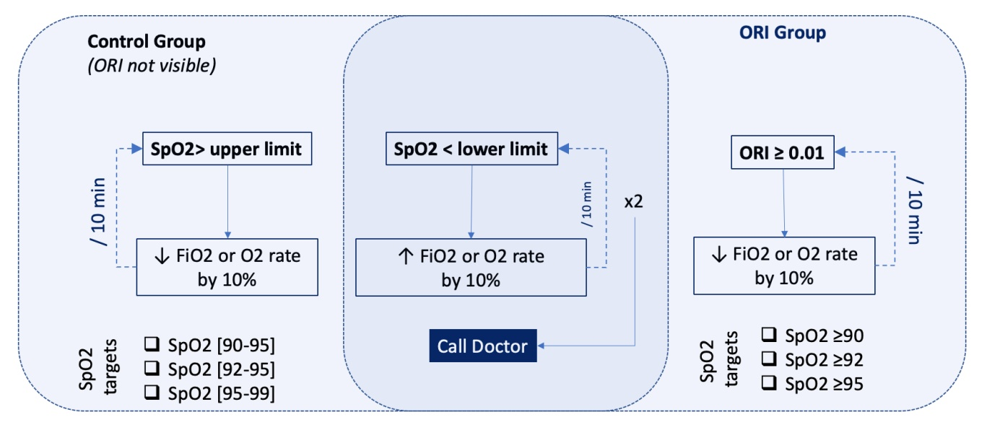 Control Group
(ORI not visible)
SpO2> upper limit
/ 10 min
↓ FiO2 or O2 rate
by 10%
SpO2
targets
❑ SpO2 [90-95]
❑ SpO2 [92-95]
❑ SpO2 [95-99]
SpO2 < lower limit
/ 10 min
x2
↑ FiO2 or O2 rate
by 10%
Call Doctor
ORI Group
ORI ≥ 0.01
/ 10 min
↓ FiO2 or O2 rate
by 10%
SpO2
targets
❑ SpO2 ≥90
❑ SpO2 ≥92
❑ SpO2 ≥95